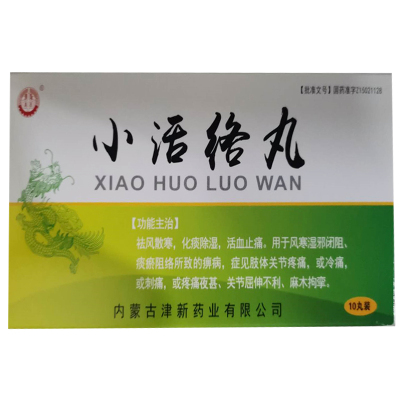 【批准文号】国药准字Z15021128
小活络丸
XIAO HUO LUO WAN
【功能主治】
祛风散寒，化痰除湿，活血止痛。用于风寒湿邪闭阻、
痰瘀阻络所致的痹病，症见肢体关节疼痛，或冷痛，
或刺痛，或疼痛夜甚、关节屈伸不利、麻木拘挛。
10丸装
内蒙古津新药业有限公司